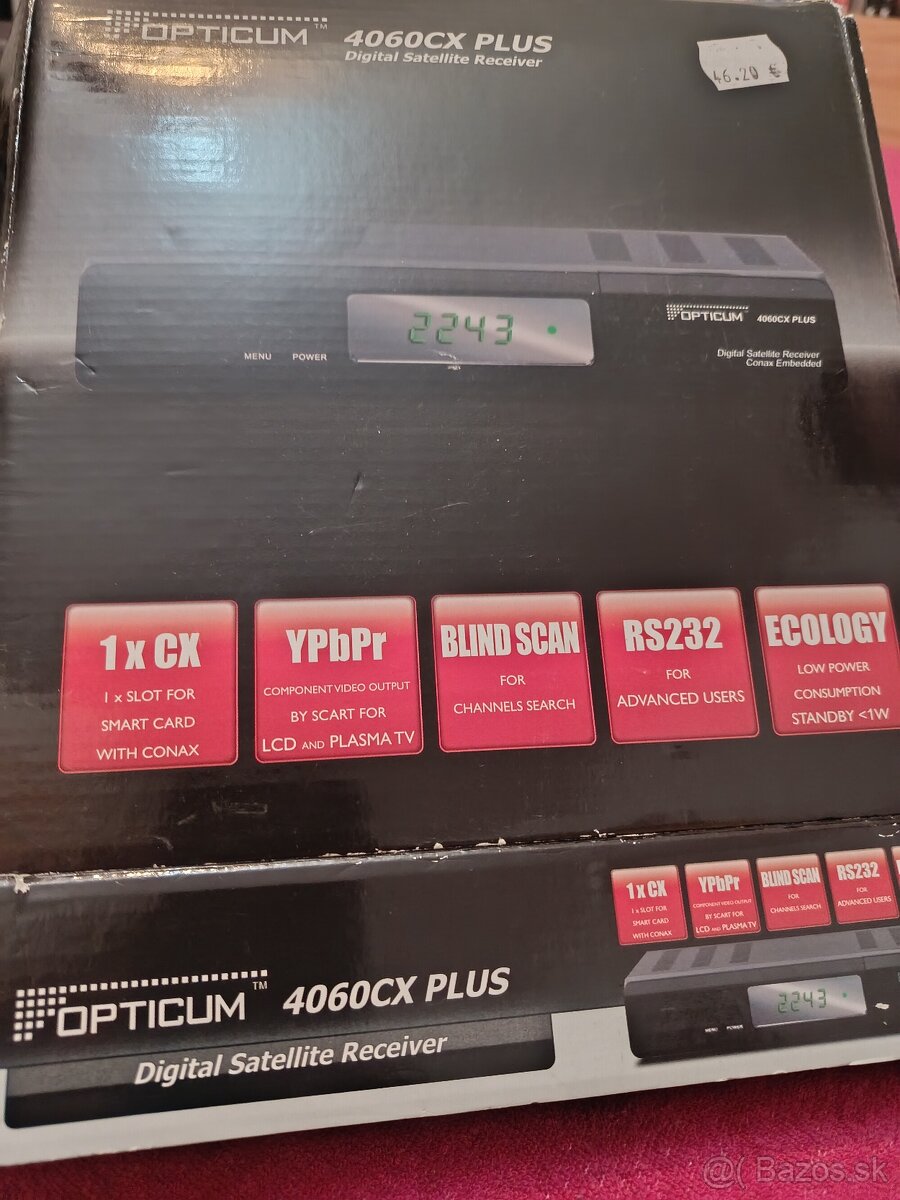 OPTICUM™ 4060CX PLUS
Digital Satellite Receiver
46.20 €
2243
MENU POWER
OPTICUM 4060CX PLUS
Digital Satellite Receiver
Conax Embedded
1 x CX
1 x SLOT FOR
SMART CARD
WITH CONAX
YPbPr
COMPONENT VIDEO OUTPUT
BY SCART FOR
LCD AND PLASMA TV
BLIND SCAN
FOR
CHANNELS SEARCH
RS232
FOR
ADVANCED USERS
ECOLOGY
LOW POWER
CONSUMPTION
STANDBY <1W
1 x CX
1 x SLOT FOR
SMART CARD
WITH CONAX
YPbPr
COMPONENT VIDEO OUTPUT
BY SCART FOR
LCD AND PLASMA TV
BLIND SCAN
FOR
CHANNELS SEARCH
RS232
FOR
ADVANCED USERS
OPTICUM™ 4060CX PLUS
Digital Satellite Receiver
2243
MENU POWER
@( Bazos.sk